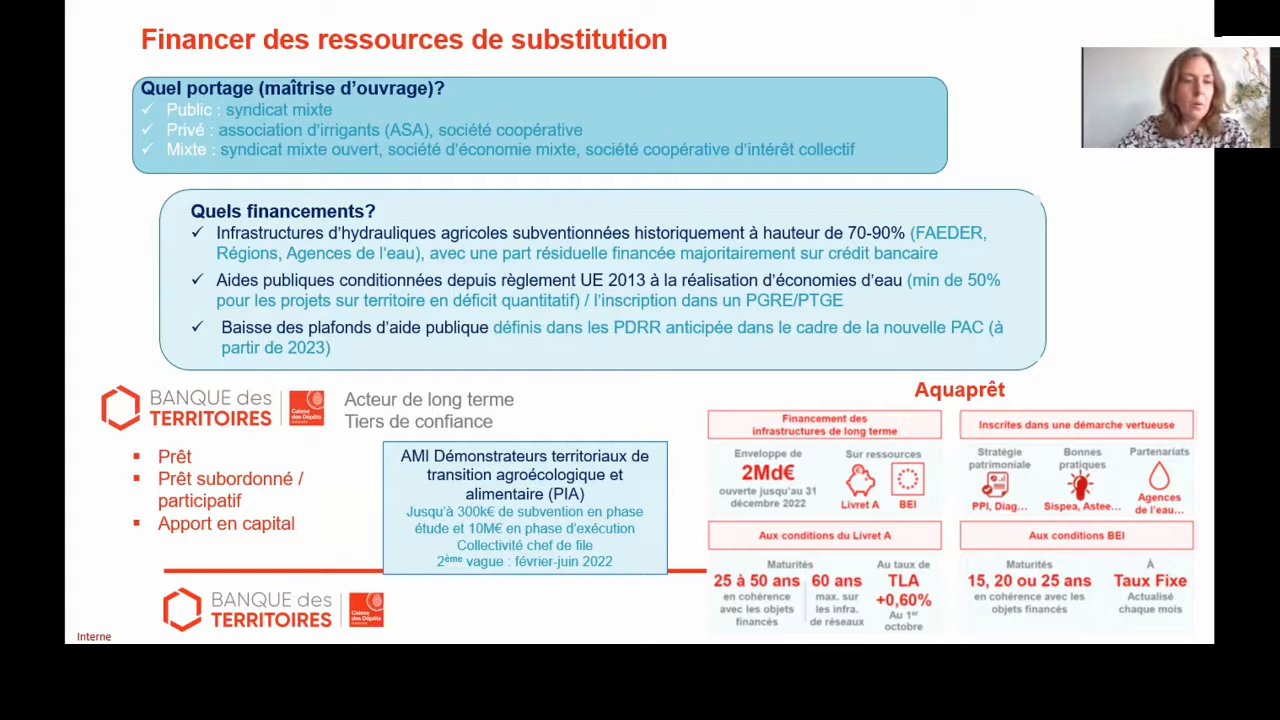 Financer des ressources de substitution
Quel portage (maîtrise d'ouvrage)?
✓ Public : syndicat mixte
✓ Privé : association d'irrigants (ASA), société coopérative
✓ Mixte : syndicat mixte ouvert, société d'économie mixte, société coopérative d'intérêt collectif
Quels financements?
✓ Infrastructures d'hydrauliques agricoles subventionnées historiquement à hauteur de 70-90% (FAEDER,
Régions, Agences de l'eau), avec une part résiduelle financée majoritairement sur crédit bancaire
✓ Aides publiques conditionnées depuis règlement UE 2013 à la réalisation d'économies d'eau (min de 50%
pour les projets sur territoire en déficit quantitatif) / l'inscription dans un PGRE/PTGE
✓ Baisse des plafonds d'aide publique définis dans les PDRR anticipée dans le cadre de la nouvelle PAC (à
partir de 2023)
BANQUE des
TERRITOIRES
Caisse
des Dépôts
GROUPE
Acteur de long terme
Tiers de confiance
▪ Prêt
▪ Prêt subordonné /
participatif
▪ Apport en capital
AMI Démonstrateurs territoriaux de
transition agroécologique et
alimentaire (PIA)
Jusqu'à 300k€ de subvention en phase
étude et 10M€ en phase d'exécution
Collectivité chef de file
2ème vague : février-juin 2022
Aquaprêt
Financement des
infrastructures de long terme
Enveloppe de
2Md€
ouverte jusqu'au 31
décembre 2022
Sur ressources
Livret A
BEI
Inscrites dans une démarche vertueuse
Stratégie
patrimoniale
PPI, Diag...
Bonnes
pratiques
Sispea, Astee...
Partenariats
Agences
de l'eau...
Aux conditions du Livret A
Maturités
25 à 50 ans
en cohérence
avec les objets
financés
60 ans
max. sur
les infra.
de réseaux
Au taux de
TLA
+0,60%
Au 1er
octobre
Aux conditions BEI
Maturités
15, 20 ou 25 ans
en cohérence avec les
objets financés
À
Taux Fixe
Actualisé
chaque mois
BANQUE des
TERRITOIRES
Caisse
des Dépôts
GROUPE
Interne